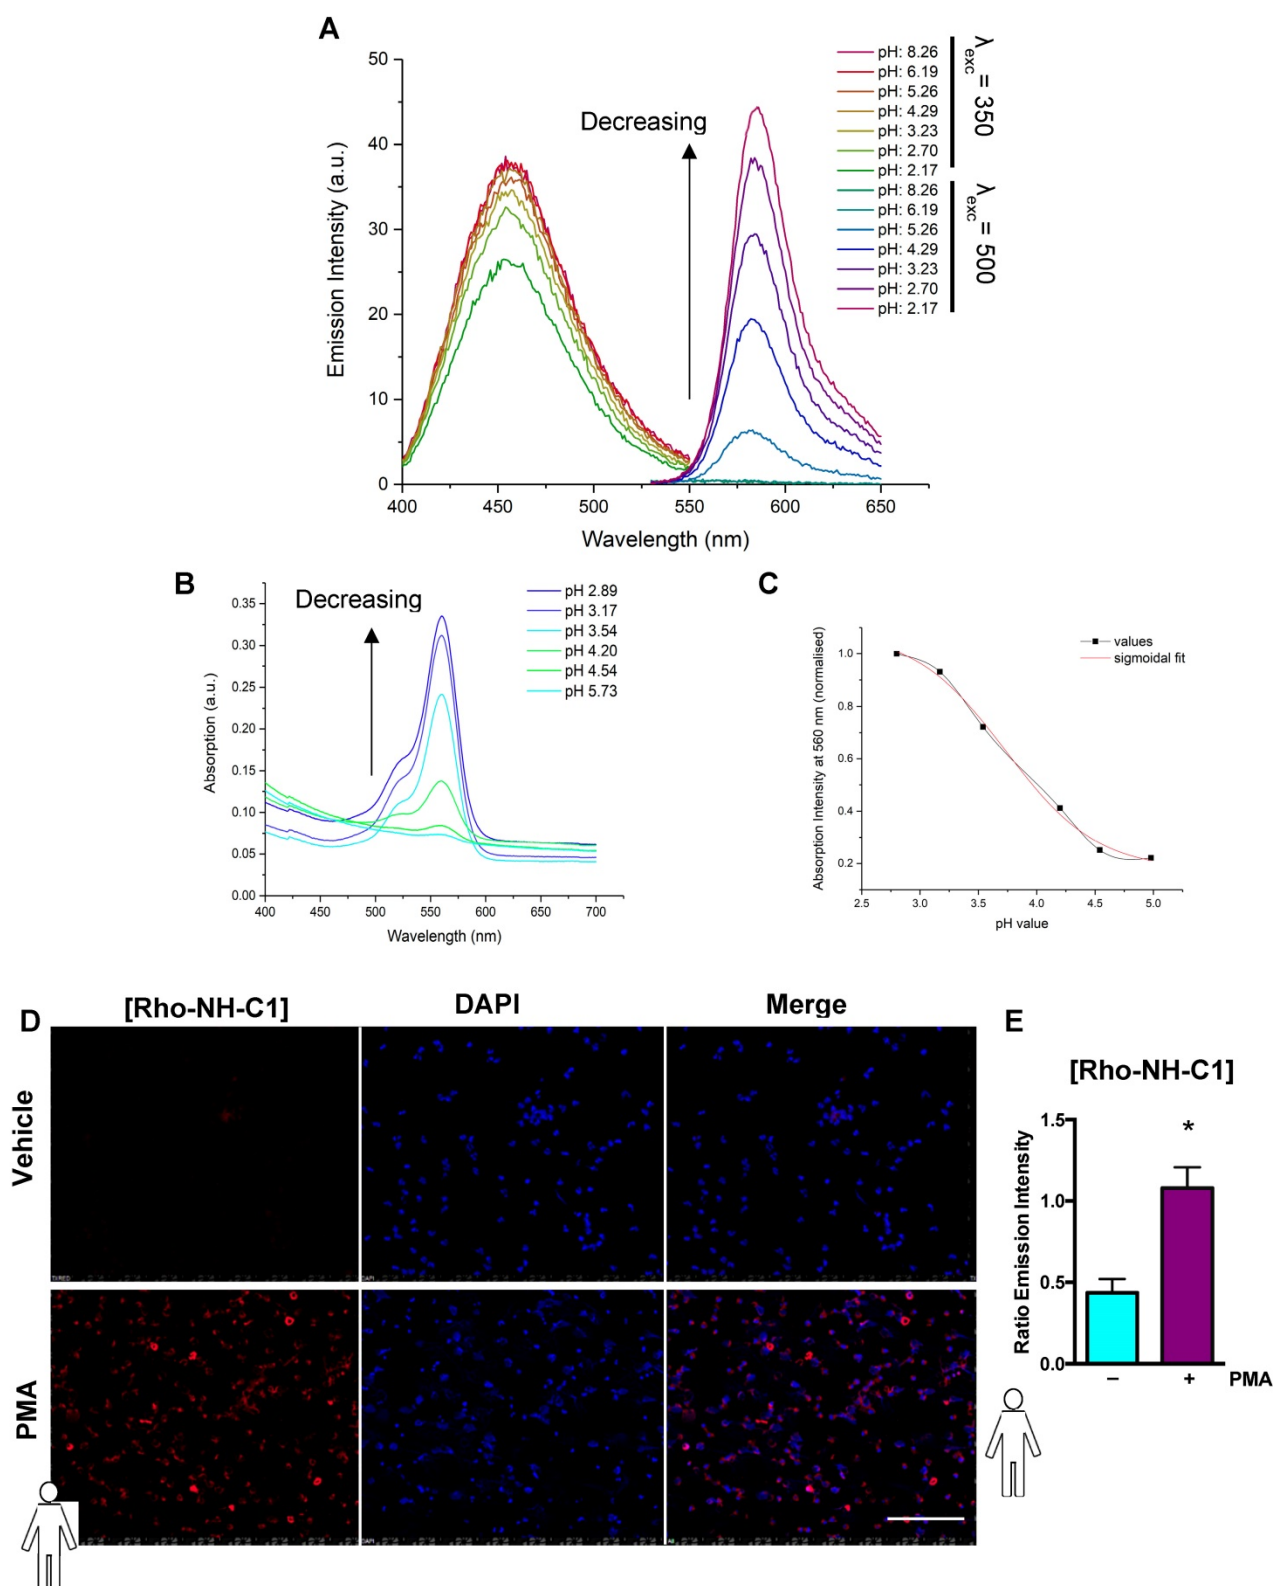 A
50
40
30
20
10
0
Emission Intensity (a.u.)
Decreasing
400 450 500 550 600 650
Wavelength (nm)
pH: 8.26
pH: 6.19
pH: 5.26
pH: 4.29
pH: 3.23
pH: 2.70
pH: 2.17
pH: 8.26
pH: 6.19
pH: 5.26
pH: 4.29
pH: 3.23
pH: 2.70
pH: 2.17
λexc = 350
λexc = 500
B
Decreasing
0.35
0.30
0.25
0.20
0.15
0.10
0.05
0.00
Absorption (a.u.)
400 450 500 550 600 650 700
Wavelength (nm)
pH 2.89
pH 3.17
pH 3.54
pH 4.20
pH 4.54
pH 5.73
C
1.0
0.8
0.6
0.4
0.2
Absorption Intensity at 560 nm (normalised)
values
sigmoidal fit
2.5 3.0 3.5 4.0 4.5 5.0
pH value
D
[Rho-NH-C1] DAPI Merge
Vehicle
PMA
DAPI
DAPI
E
[Rho-NH-C1]
1.5
1.0
0.5
0.0
Ratio Emission Intensity
*
– + PMA